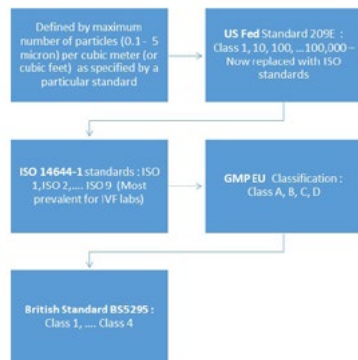 Defined by maximum
number of particles (0.1 - 5
micron) per cubic meter (or
cubic feet) as specified by a
particular standard
US Fed Standard 209E :
Class 1, 10, 100, ...100,000 –
Now replaced with ISO
standards
ISO 14644-1 standards : ISO
1,ISO 2,.... ISO 9 (Most
prevalent for IVF labs)
GMP EU Classification:
Class A, B, C, D
British Standard BS5295 :
Class 1, .... Class 4